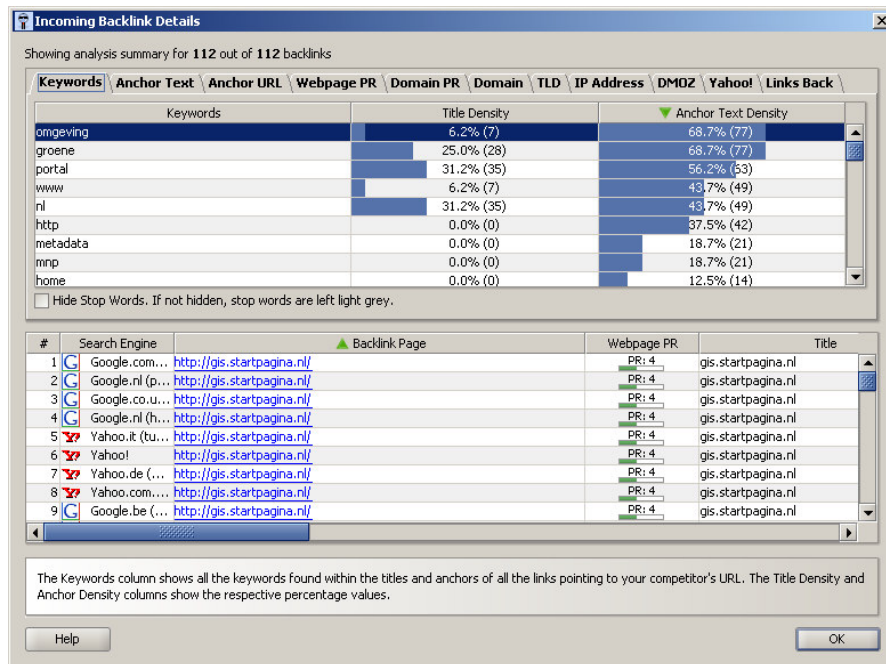 Incoming Backlink Details
Showing analysis summary for 112 out of 112 backlinks
Keywords Anchor Text Anchor URL Webpage PR Domain PR Domain TLD IP Address DMOZ Yahoo! Links Back
Keywords Title Density Anchor Text Density
omgeving 6.2% (7) 68.7% (77)
groene 25.0% (28) 68.7% (77)
portal 31.2% (35) 56.2% (63)
www 6.2% (7) 43.7% (49)
nl 31.2% (35) 43.7% (49)
http 0.0% (0) 37.5% (42)
metadata 0.0% (0) 18.7% (21)
mnp 0.0% (0) 18.7% (21)
home 0.0% (0) 12.5% (14)
Hide Stop Words. If not hidden, stop words are left light grey.
# Search Engine Backlink Page Webpage PR Title
1 Google.com... http://gis.startpagina.nl/ PR: 4 gis.startpagina.nl
2 Google.nl (p... http://gis.startpagina.nl/ PR: 4 gis.startpagina.nl
3 Google.co.u... http://gis.startpagina.nl/ PR: 4 gis.startpagina.nl
4 Google.nl (h... http://gis.startpagina.nl/ PR: 4 gis.startpagina.nl
5 Yahoo.it (tu... http://gis.startpagina.nl/ PR: 4 gis.startpagina.nl
6 Yahoo! http://gis.startpagina.nl/ PR: 4 gis.startpagina.nl
7 Yahoo.de (... http://gis.startpagina.nl/ PR: 4 gis.startpagina.nl
8 Yahoo.com.... http://gis.startpagina.nl/ PR: 4 gis.startpagina.nl
9 Google.be (... http://gis.startpagina.nl/ PR: 4 gis.startpagina.nl
The Keywords column shows all the keywords found within the titles and anchors of all the links pointing to your competitor's URL. The Title Density and
Anchor Density columns show the respective percentage values.
Help OK